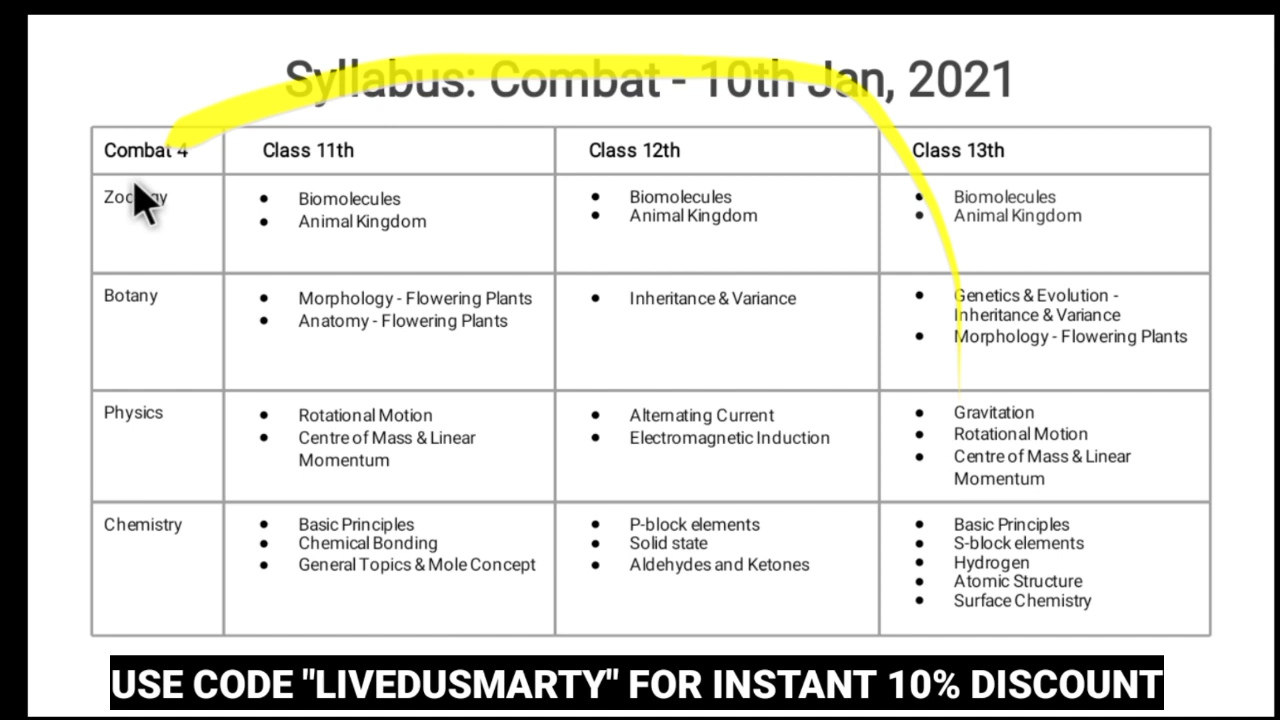 Syllabus: Combat - 10th Jan, 2021
Combat 4
Class 11th
Class 12th
Class 13th
Zoology
Biomolecules
Animal Kingdom
Biomolecules
Animal Kingdom
Biomolecules
Animal Kingdom
Botany
Morphology - Flowering Plants
Anatomy - Flowering Plants
Inheritance & Variance
Genetics & Evolution -
Inheritance & Variance
Morphology - Flowering Plants
Physics
Rotational Motion
Centre of Mass & Linear
Momentum
Alternating Current
Electromagnetic Induction
Gravitation
Rotational Motion
Centre of Mass & Linear
Momentum
Chemistry
Basic Principles
Chemical Bonding
General Topics & Mole Concept
P-block elements
Solid state
Aldehydes and Ketones
Basic Principles
S-block elements
Hydrogen
Atomic Structure
Surface Chemistry
USE CODE "LIVEDUSMARTY" FOR INSTANT 10% DISCOUNT